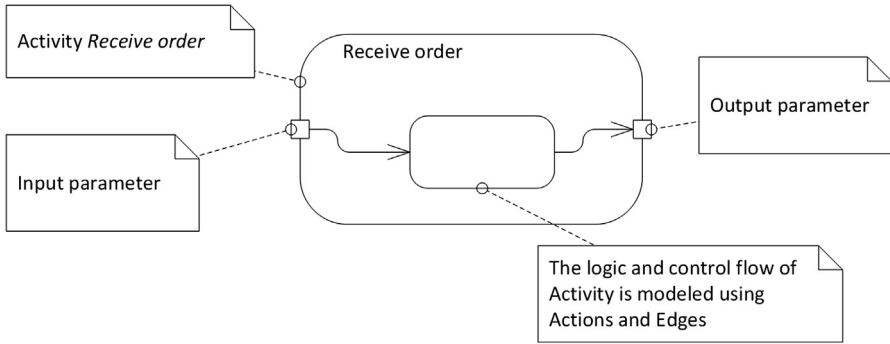 Activity Receive order
Receive order
Output parameter
Input parameter
The logic and control flow of
Activity is modeled using
Actions and Edges